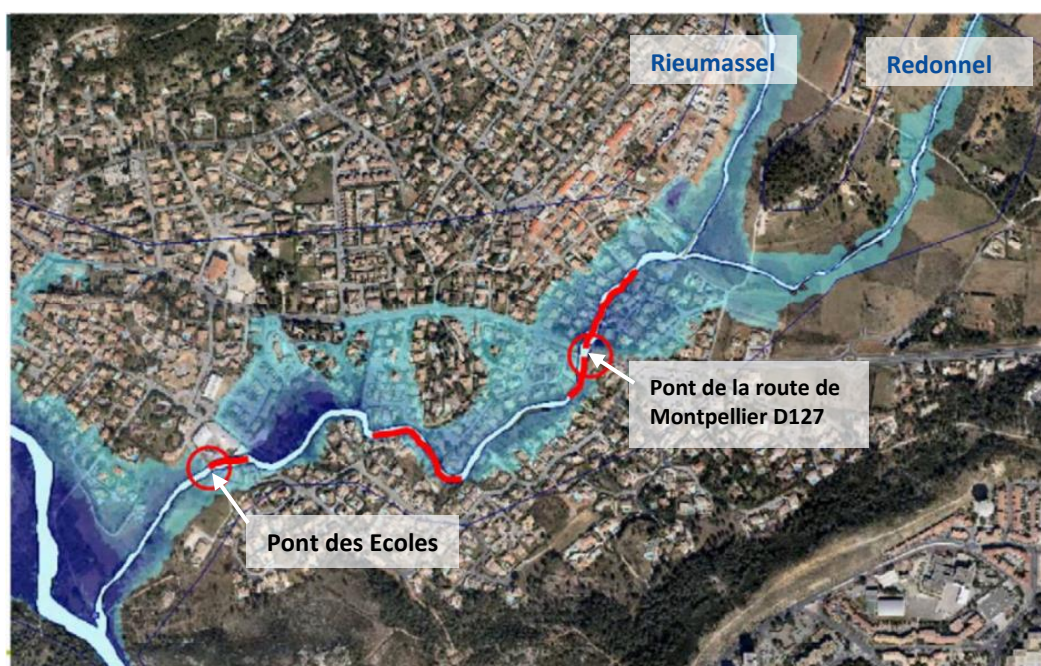 Rieumassel
Redonnel
Pont de la route de
Montpellier D127
Pont des Ecoles